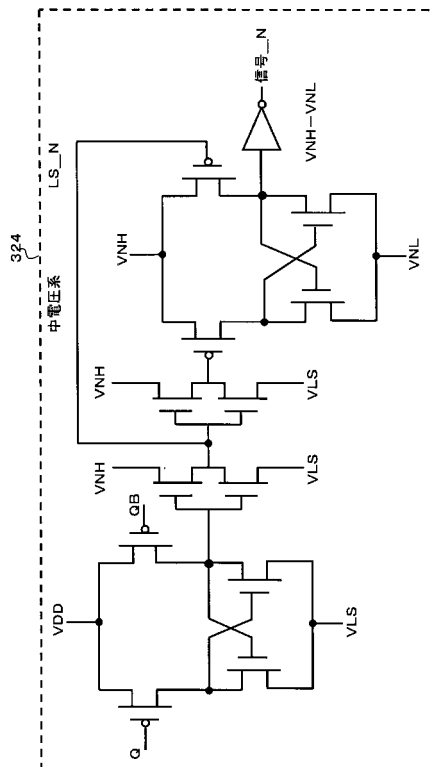 324
中電圧系
LS_N
信号_N
VNH−VNL
VNH
VNL
VNH
VLS
VNH
VLS
QB
VDD
VLS
Q